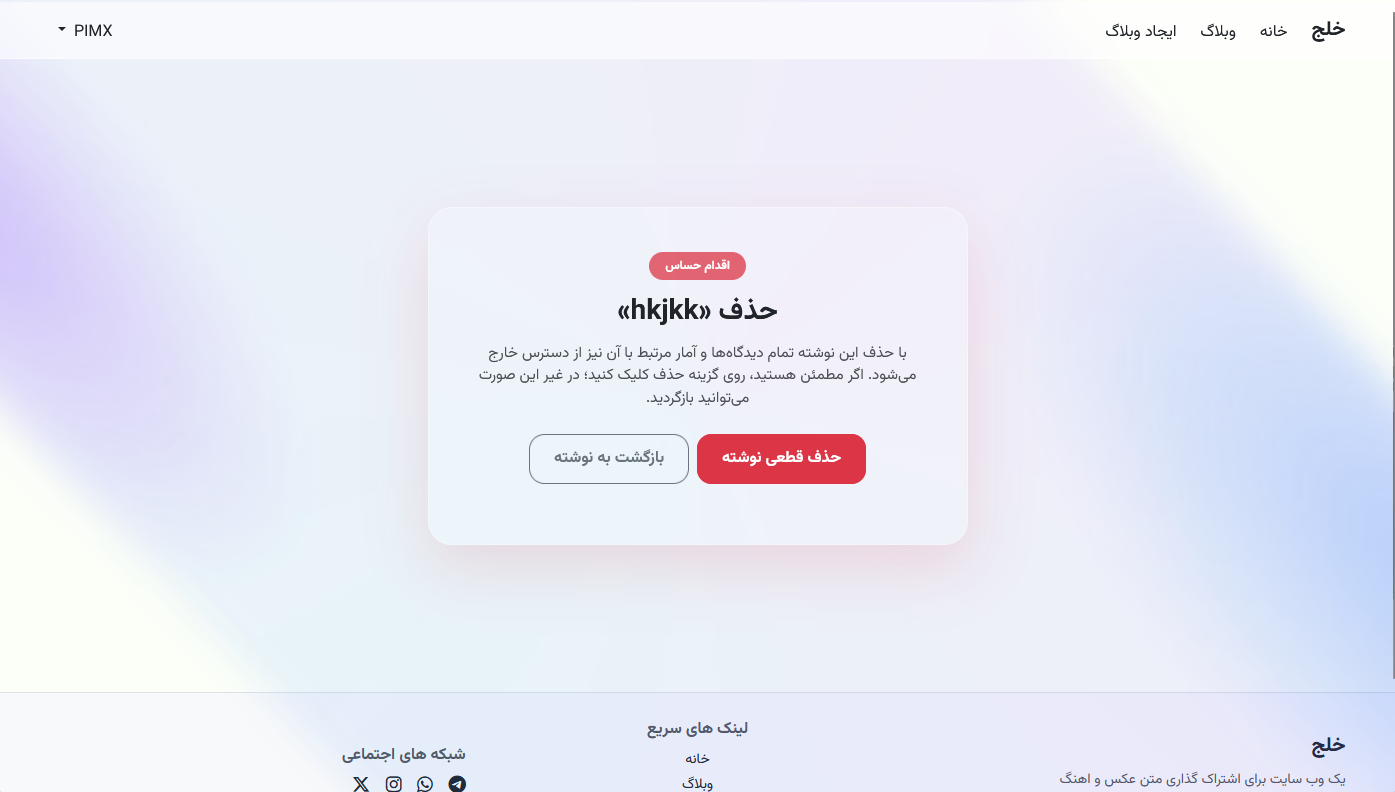 خلج
خانه
وبلاگ
ایجاد وبلاگ
PIMX
اقدام حساس
حذف «hkjkk»
با حذف این نوشته تمام دیدگاه‌ها و آمار مرتبط با آن نیز از دسترس خارج
می‌شود. اگر مطمئن هستید، روی گزینه حذف کلیک کنید؛ در غیر این صورت
می‌توانید بازگردید.
حذف قطعی نوشته
بازگشت به نوشته
خلج
یک وب سایت برای اشتراک گذاری متن عکس و اهنگ
لینک های سریع
خانه
وبلاگ
شبکه های اجتماعی